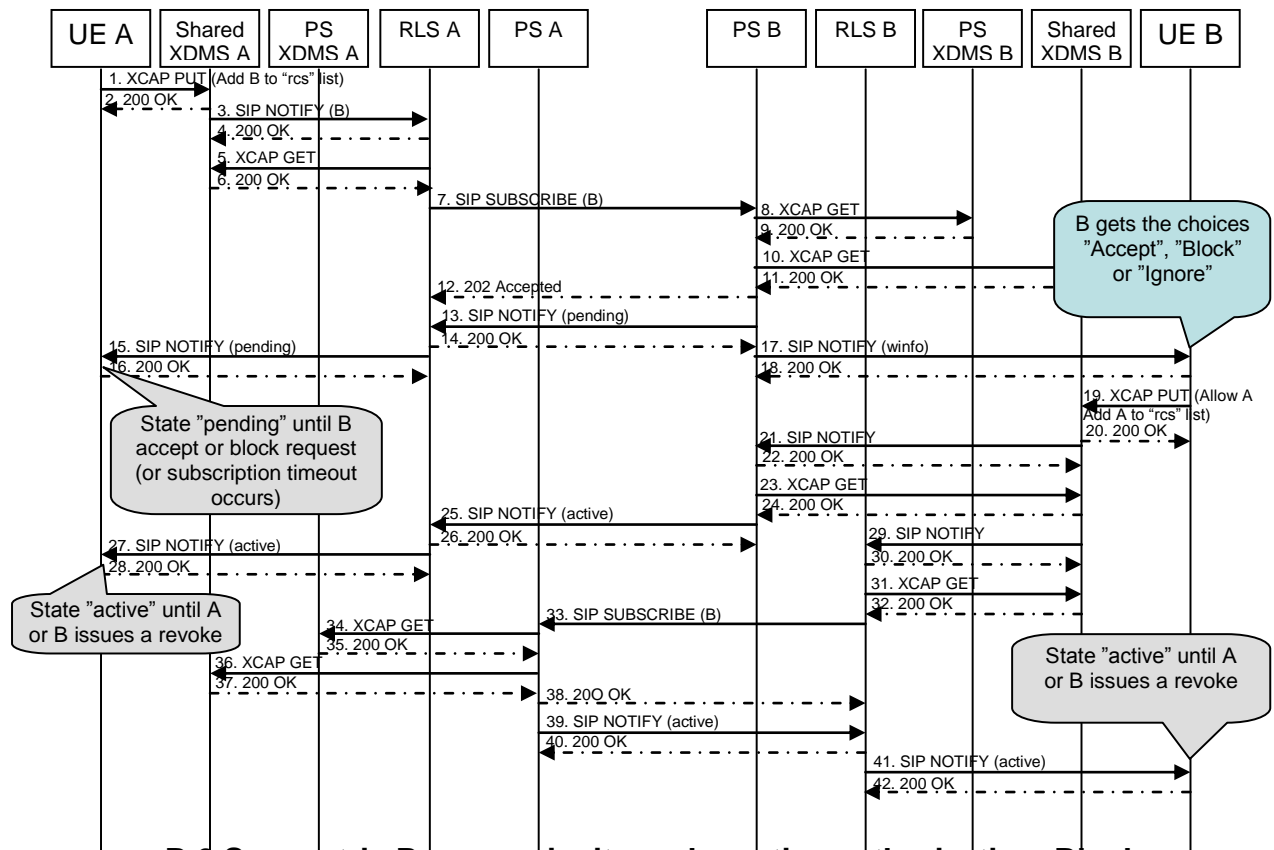 UE A
Shared
XDMS A
PS
XDMS A
RLS A
PS A
PS B
RLS B
PS
XDMS B
Shared
XDMS B
UE B
1. XCAP PUT (Add B to "rcs" list)
2. 200 OK
3. SIP NOTIFY (B)
4. 200 OK
5. XCAP GET
6. 200 OK
7. SIP SUBSCRIBE (B)
8. XCAP GET
9. 200 OK
10. XCAP GET
11. 200 OK
B gets the choices
"Accept", "Block"
or "Ignore"
12. 202 Accepted
13. SIP NOTIFY (pending)
14. 200 OK
15. SIP NOTIFY (pending)
16. 200 OK
17. SIP NOTIFY (winfo)
18. 200 OK
State "pending" until B
accept or block request
(or subscription timeout
occurs)
19. XCAP PUT (Allow A
Add A to "rcs" list)
20. 200 OK
21. SIP NOTIFY
22. 200 OK
23. XCAP GET
24. 200 OK
25. SIP NOTIFY (active)
26. 200 OK
27. SIP NOTIFY (active)
28. 200 OK
29. SIP NOTIFY
30. 200 OK
31. XCAP GET
32. 200 OK
State "active" until A
or B issues a revoke
33. SIP SUBSCRIBE (B)
34. XCAP GET
35. 200 OK
36. XCAP GET
37. 200 OK
38. 20O OK
39. SIP NOTIFY (active)
40. 200 OK
State "active" until A
or B issues a revoke
41. SIP NOTIFY (active)
42. 200 OK